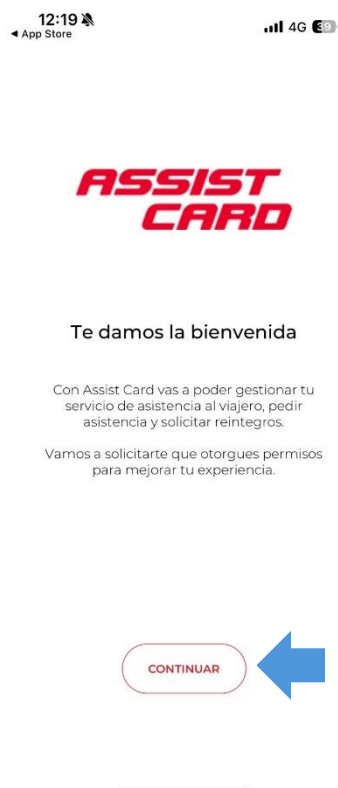 12:19
App Store
4G 39
ASSIST
CARD
Te damos la bienvenida
Con Assist Card vas a poder gestionar tu
servicio de asistencia al viajero, pedir
asistencia y solicitar reintegros.
Vamos a solicitarte que otorgues permisos
para mejorar tu experiencia.
CONTINUAR